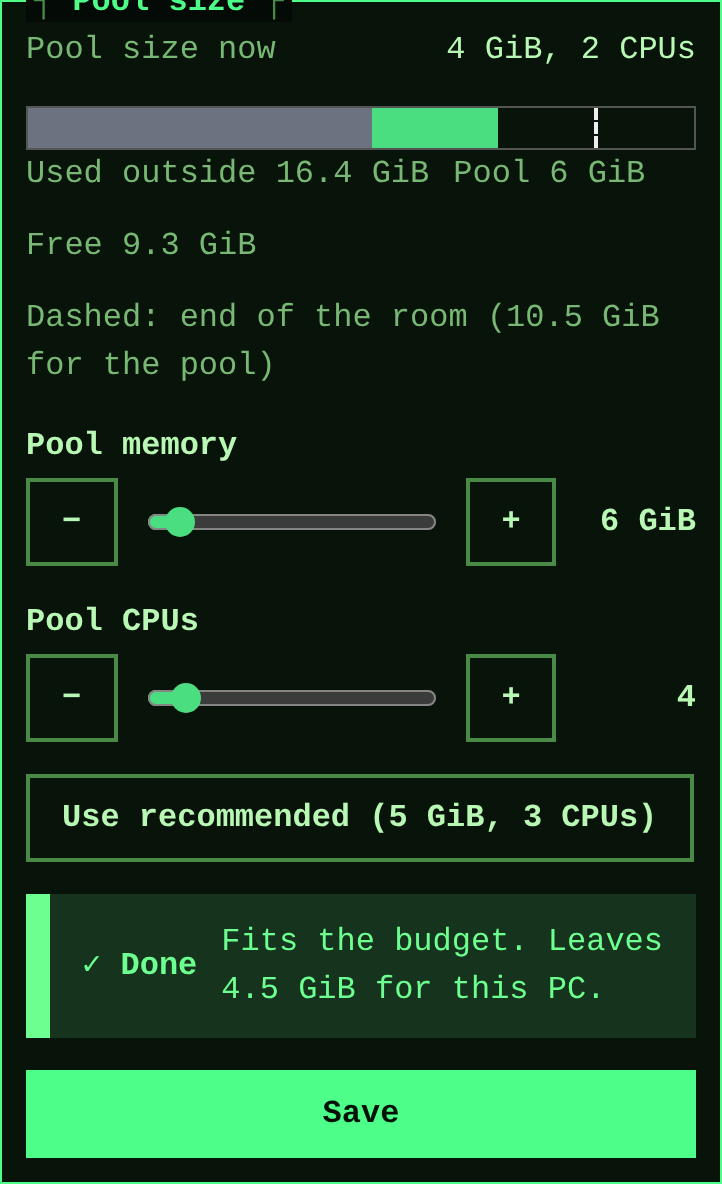 Pool size
Pool size now 4 GiB, 2 CPUs
Used outside 16.4 GiB Pool 6 GiB
Free 9.3 GiB
Dashed: end of the room (10.5 GiB
for the pool)
Pool memory
− + 6 GiB
Pool CPUs
− + 4
Use recommended (5 GiB, 3 CPUs)
✓ Done Fits the budget. Leaves
4.5 GiB for this PC.
Save